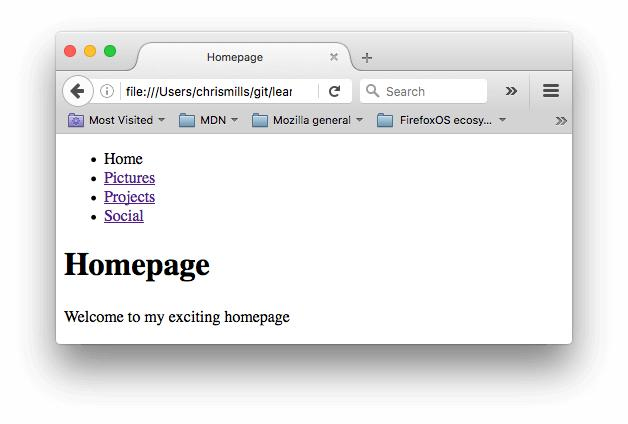 Homepage
file:///Users/chrismills/git/lear
Search
Most Visited MDN Mozilla general FirefoxOS ecosy...
Home
Pictures
Projects
Social
Homepage
Welcome to my exciting homepage